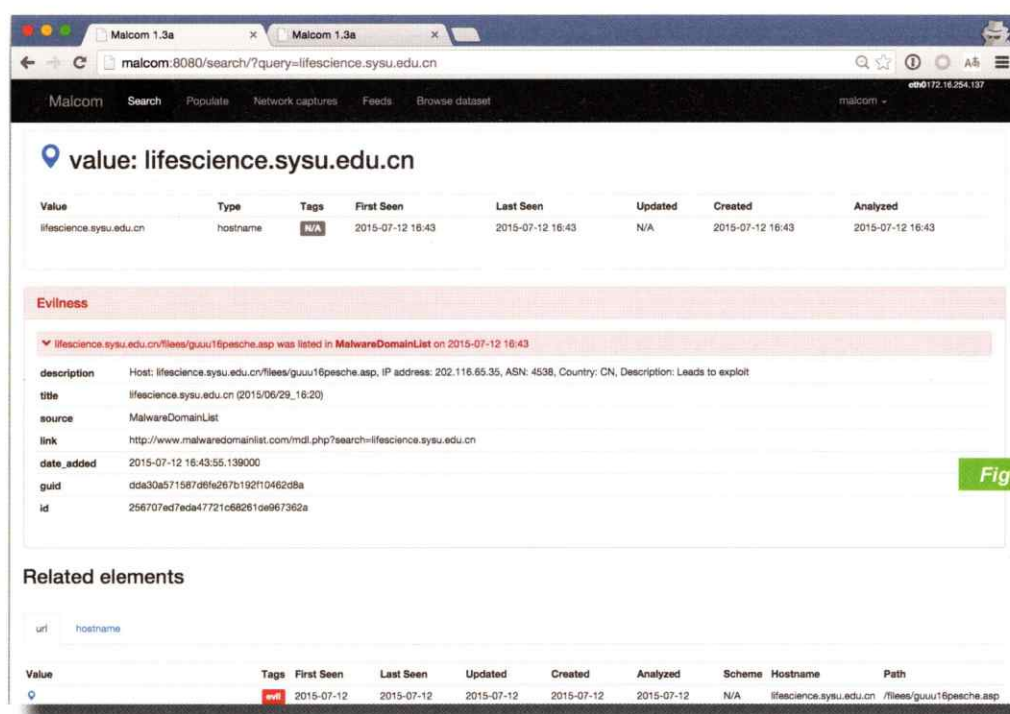 Malcom 1.3a × Malcom 1.3a ×
malcom:8080/search/?query=lifescience.sysu.edu.cn
eth0 172.16.254.137
Malcom Search Populate Network captures Feeds Browse dataset malcom
value: lifescience.sysu.edu.cn
Value Type Tags First Seen Last Seen Updated Created Analyzed
lifescience.sysu.edu.cn hostname N/A 2015-07-12 16:43 2015-07-12 16:43 N/A 2015-07-12 16:43 2015-07-12 16:43
Evilness
lifescience.sysu.edu.cn/filees/guuu16pesche.asp was listed in MalwareDomainList on 2015-07-12 16:43
description Host: lifescience.sysu.edu.cn/filees/guuu16pesche.asp, IP address: 202.116.65.35, ASN: 4538, Country: CN, Description: Leads to exploit
title lifescience.sysu.edu.cn (2015/06/29_16:20)
source MalwareDomainList
link http://www.malwaredomainlist.com/mdl.php?search=lifescience.sysu.edu.cn
date_added 2015-07-12 16:43:55.139000
guid dda30a571587d6fe267b192f10462d8a
id 256707ed7eda47721c68261de967362a
Fig
Related elements
url hostname
Value Tags First Seen Last Seen Updated Created Analyzed Scheme Hostname Path
evil 2015-07-12 2015-07-12 2015-07-12 2015-07-12 2015-07-12 N/A lifescience.sysu.edu.cn /filees/guuu16pesche.asp